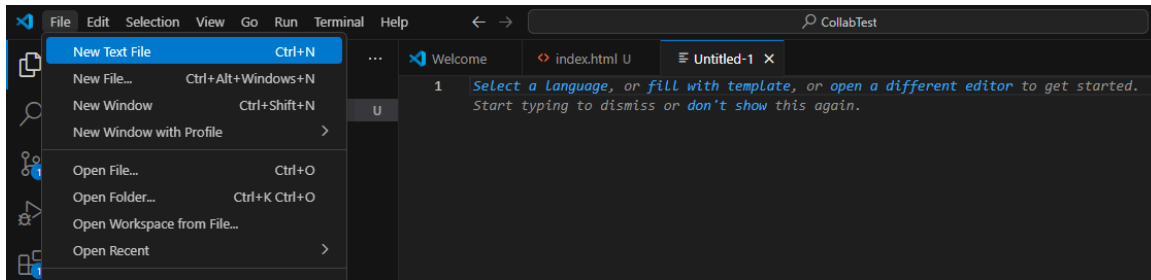 File Edit Selection View Go Run Terminal Help
CollabTest
New Text File Ctrl+N
New File... Ctrl+Alt+Windows+N
New Window Ctrl+Shift+N
New Window with Profile
Open File... Ctrl+O
Open Folder... Ctrl+K Ctrl+O
Open Workspace from File...
Open Recent
...
U
1
1
Welcome
index.html U
Untitled-1
1 Select a language, or fill with template, or open a different editor to get started.
Start typing to dismiss or don't show this again.